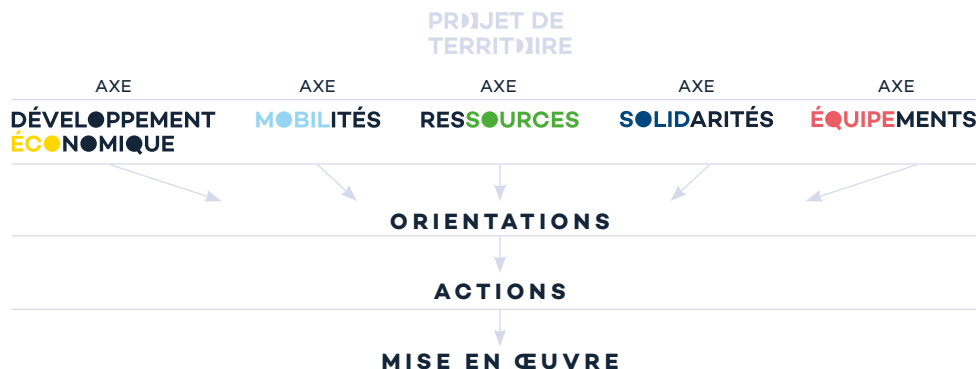 PROJET DE
TERRITOIRE
AXE AXE AXE AXE AXE
DÉVELOPPEMENT MOBILITÉS RESSOURCES SOLIDARITÉS ÉQUIPEMENTS
ÉCONOMIQUE
ORIENTATIONS
ACTIONS
MISE EN ŒUVRE